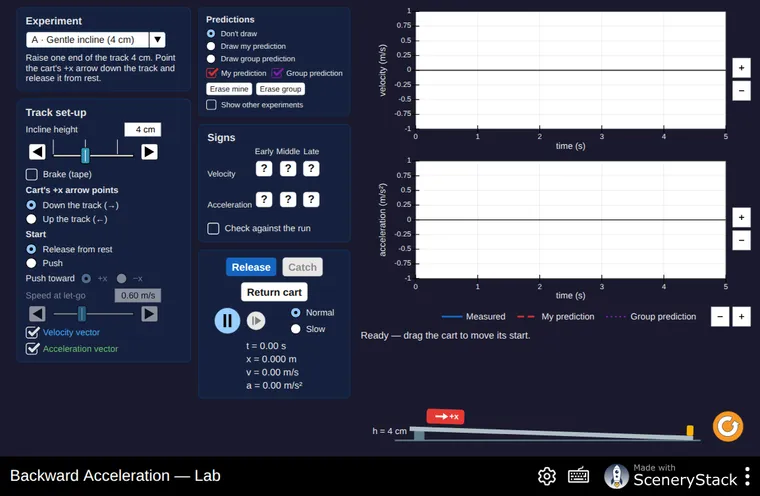 Experiment
A · Gentle incline (4 cm)
Raise one end of the track 4 cm. Point
the cart's +x arrow down the track and
release it from rest.
Track set-up
Incline height
4 cm
Brake (tape)
Cart's +x arrow points
Down the track (→)
Up the track (←)
Start
Release from rest
Push
Push toward +x −x
Speed at let-go 0.60 m/s
Velocity vector
Acceleration vector
Predictions
Don't draw
Draw my prediction
Draw group prediction
My prediction Group prediction
Erase mine Erase group
Show other experiments
Signs
Early Middle Late
Velocity ? ? ?
Acceleration ? ? ?
Check against the run
Release Catch
Return cart
Normal
Slow
t = 0.00 s
x = 0.000 m
v = 0.00 m/s
a = 0.00 m/s²
velocity (m/s)
1
0.75
0.5
0.25
0
-0.25
-0.5
-0.75
-1
0 1 2 3 4 5
time (s)
+
−
acceleration (m/s²)
1
0.75
0.5
0.25
0
-0.25
-0.5
-0.75
-1
0 1 2 3 4 5
time (s)
+
−
Measured My prediction Group prediction − +
Ready — drag the cart to move its start.
+x
h = 4 cm
Backward Acceleration — Lab
Made with
SceneryStack